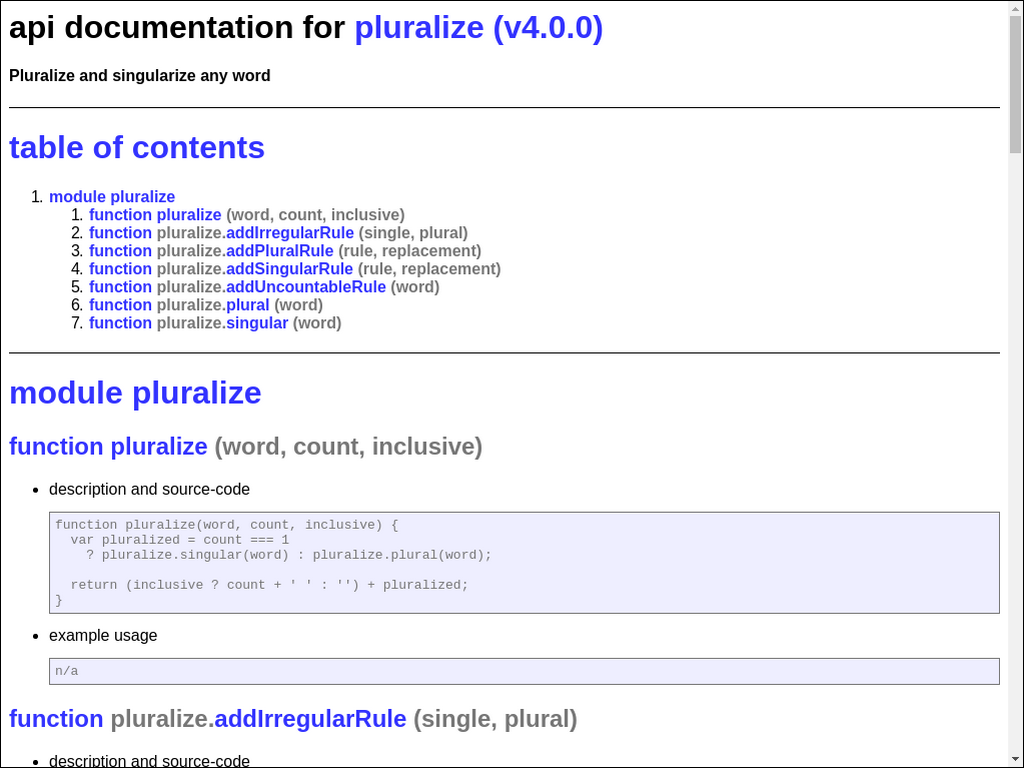 api documentation for pluralize (v4.0.0)
Pluralize and singularize any word
table of contents
1. module pluralize
1. function pluralize (word, count, inclusive)
2. function pluralize.addIrregularRule (single, plural)
3. function pluralize.addPluralRule (rule, replacement)
4. function pluralize.addSingularRule (rule, replacement)
5. function pluralize.addUncountableRule (word)
6. function pluralize.plural (word)
7. function pluralize.singular (word)
module pluralize
function pluralize (word, count, inclusive)
• description and source-code
function pluralize(word, count, inclusive) {
  var pluralized = count === 1
    ? pluralize.singular(word) : pluralize.plural(word);
  return (inclusive ? count + ' ' : '') + pluralized;
}
• example usage
n/a
function pluralize.addIrregularRule (single, plural)
• description and source-code